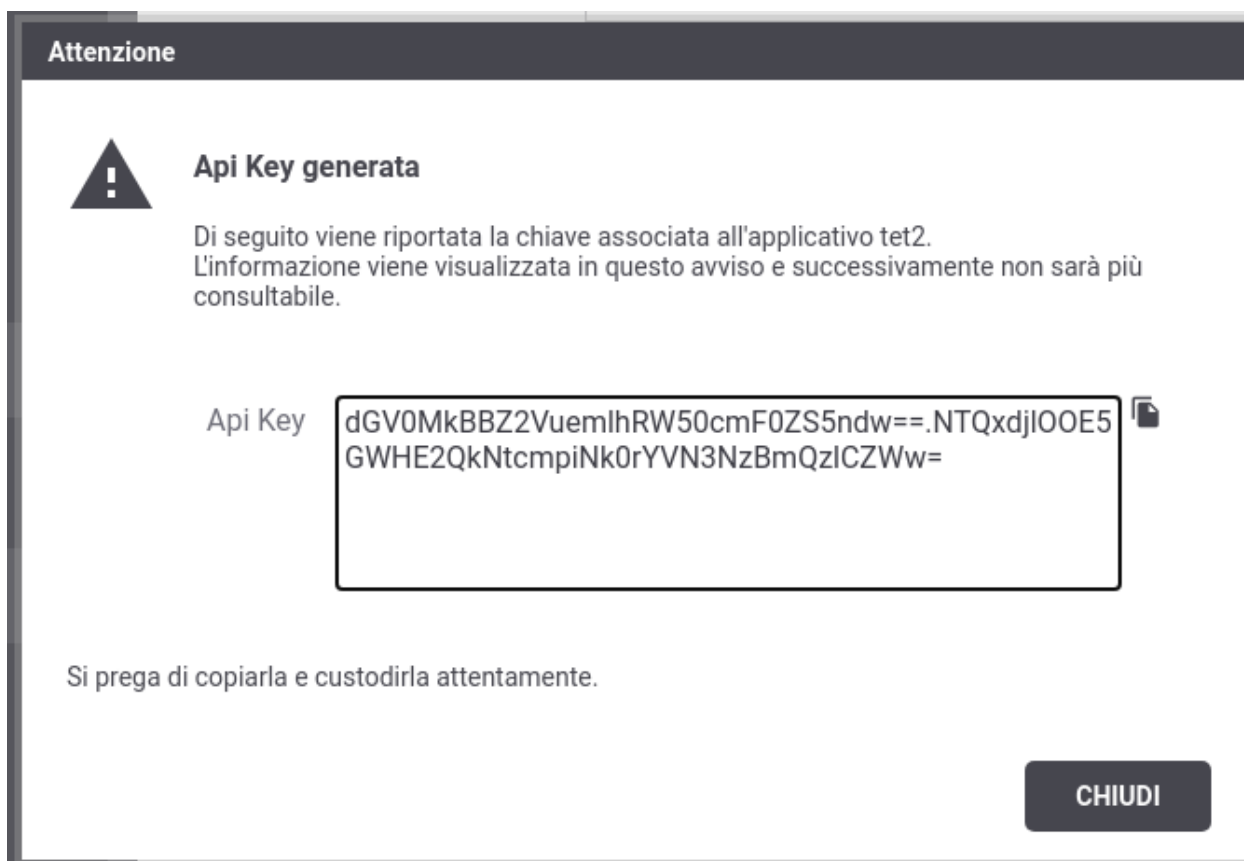 Attenzione
Api Key generata
Di seguito viene riportata la chiave associata all'applicativo tet2.
L'informazione viene visualizzata in questo avviso e successivamente non sarà più
consultabile.
Api Key
dGV0MkBBZ2VuemlhRW50cmF0ZS5ndw==.NTQxdjlOOE5
GWHE2QkNtcmpiNk0rYVN3NzBmQzlCZWw=
Si prega di copiarla e custodirla attentamente.
CHIUDI